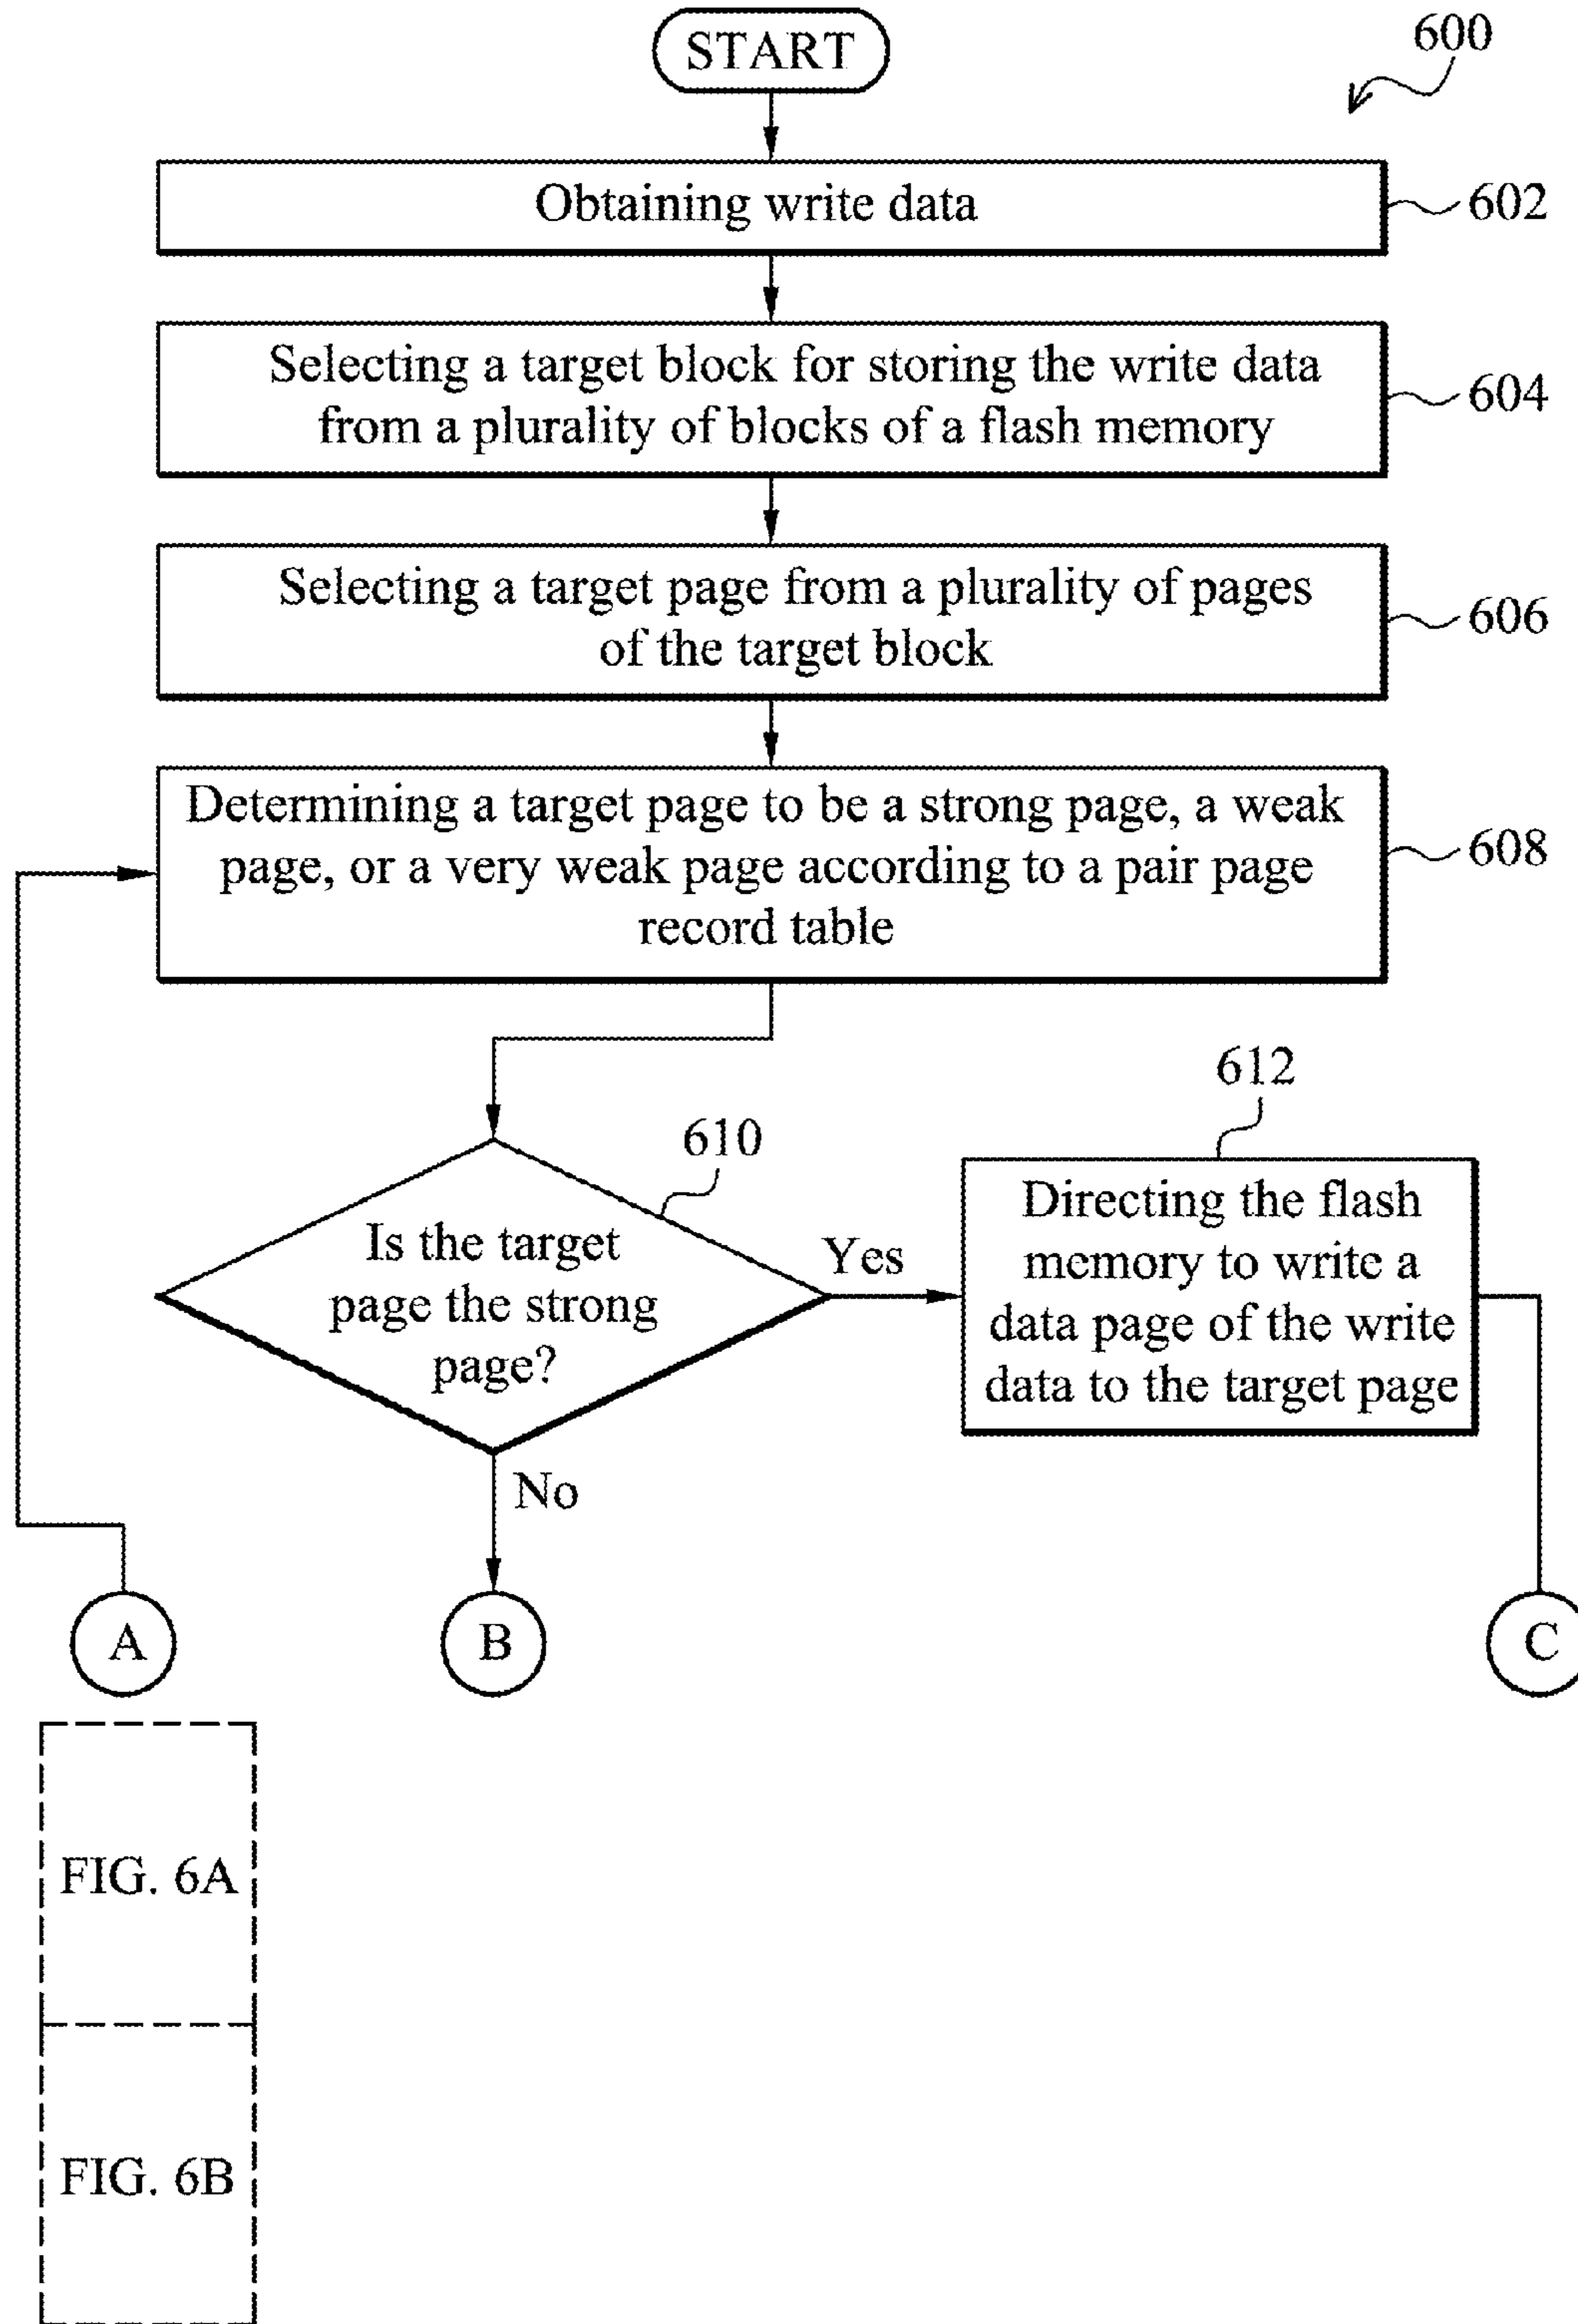 START
600
Obtaining write data
602
Selecting a target block for storing the write data
from a plurality of blocks of a flash memory
604
Selecting a target page from a plurality of pages
of the target block
606
Determining a target page to be a strong page, a weak
page, or a very weak page according to a pair page
record table
608
610
Is the target
page the strong
page?
Yes
No
612
Directing the flash
memory to write a
data page of the write
data to the target page
A
B
C
FIG. 6A
FIG. 6B